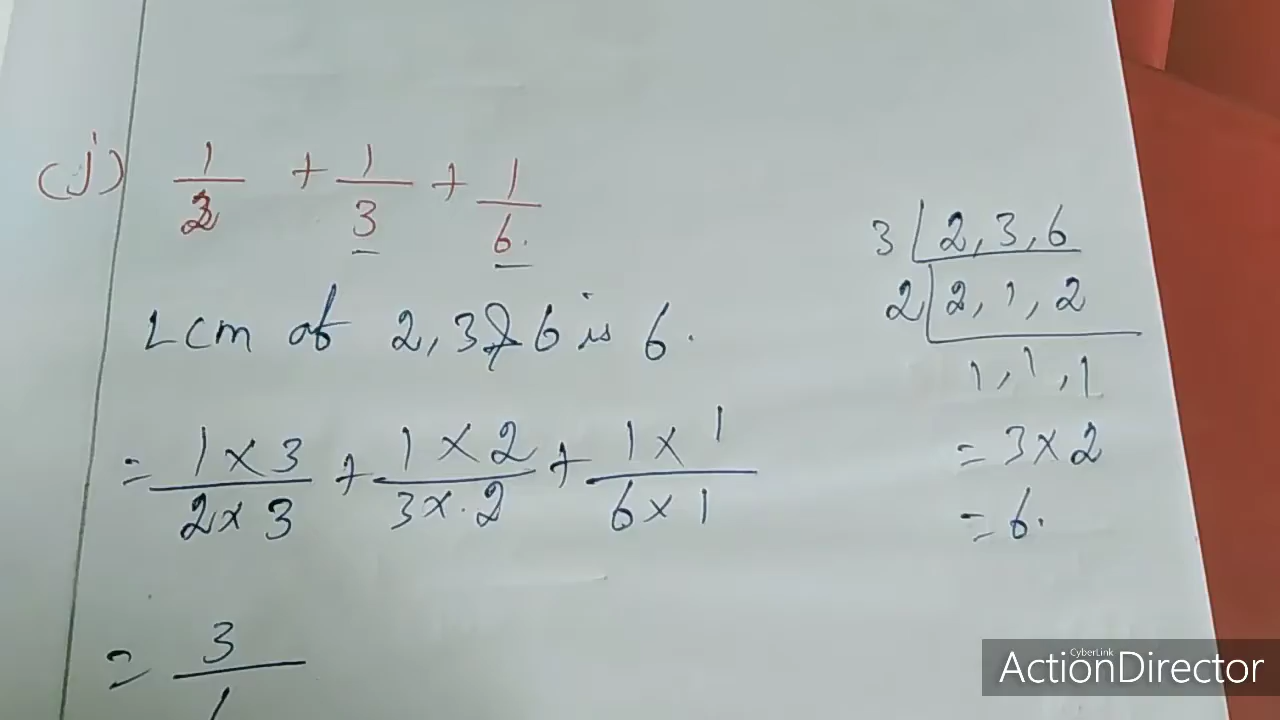 (j) 1/2 + 1/3 + 1/6.
LCM of 2, 3 & 6 is 6.
= 1 × 3 / 2 × 3 + 1 × 2 / 3 × 2 + 1 × 1 / 6 × 1
= 3 /
3 | 2, 3, 6
2 | 2, 1, 2
1, 1, 1
= 3 × 2
= 6.
CyberLink
ActionDirector